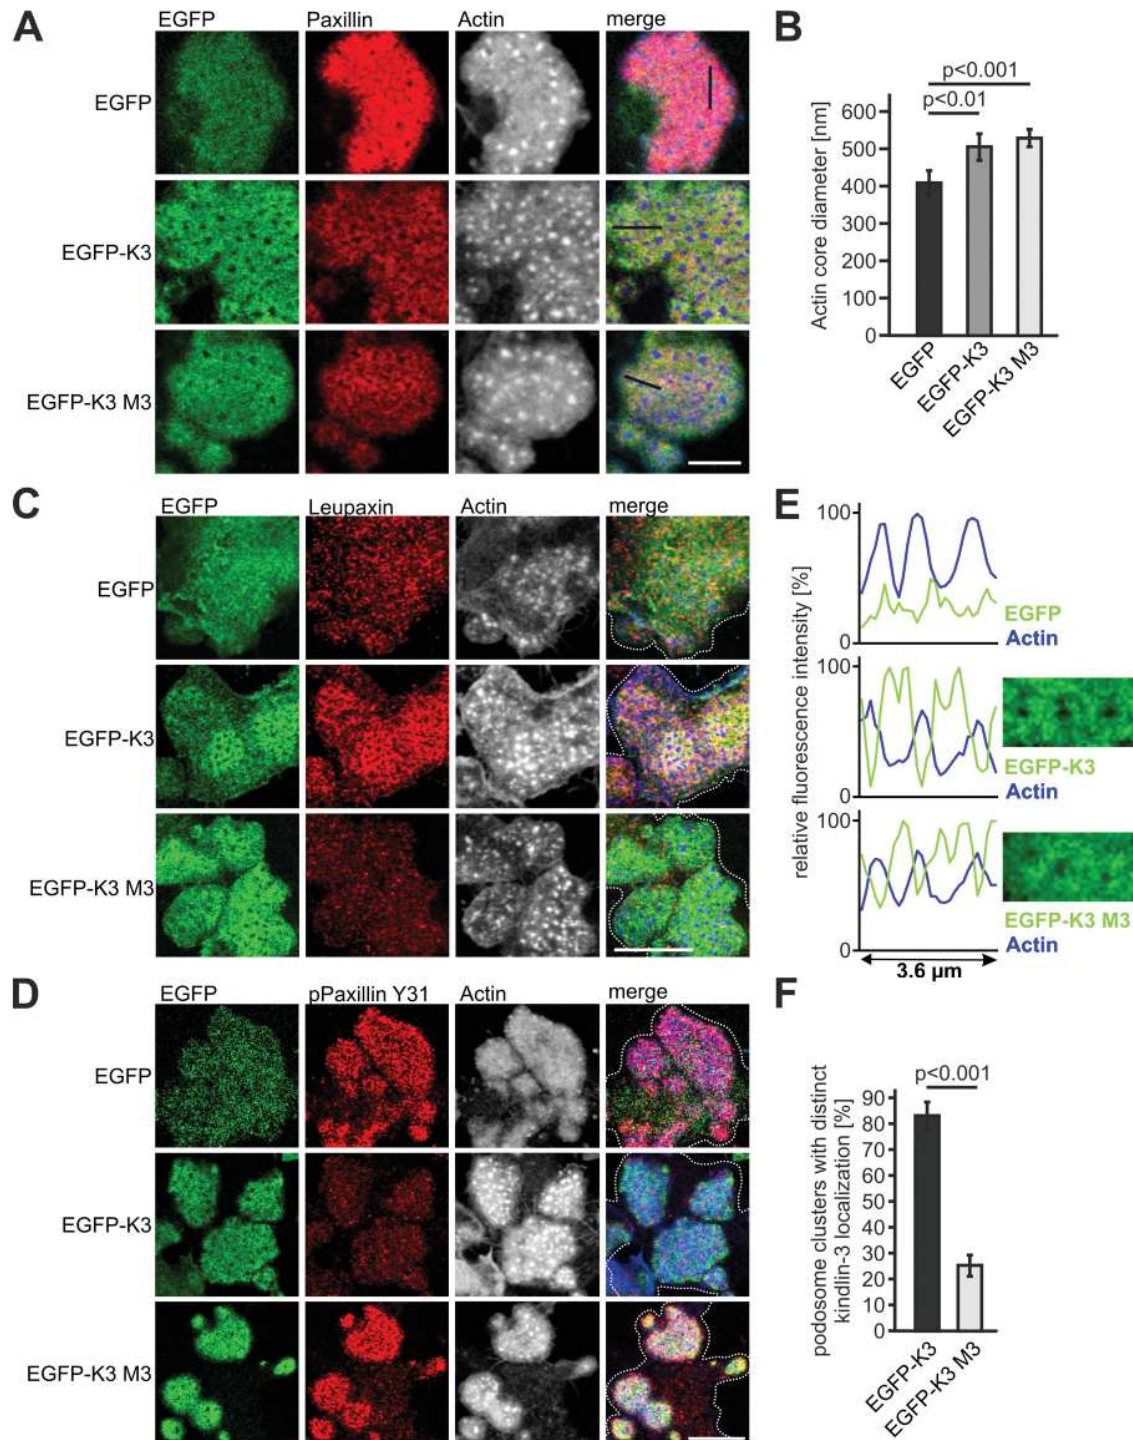 A
EGFP Paxillin Actin merge
EGFP
EGFP-K3
EGFP-K3 M3
B
p<0.001
p<0.01
Actin core diameter [nm]
600
500
400
300
200
100
0
EGFP
EGFP-K3
EGFP-K3 M3
C
EGFP Leupaxin Actin merge
EGFP
EGFP-K3
EGFP-K3 M3
E
relative fluorescence intensity [%]
100
0
EGFP
Actin
100
0
EGFP-K3
Actin
100
0
EGFP-K3 M3
Actin
3.6 µm
D
EGFP pPaxillin Y31 Actin merge
EGFP
EGFP-K3
EGFP-K3 M3
F
p<0.001
podosome clusters with distinct
kindlin-3 localization [%]
90
80
70
60
50
40
30
20
10
0
EGFP-K3
EGFP-K3 M3